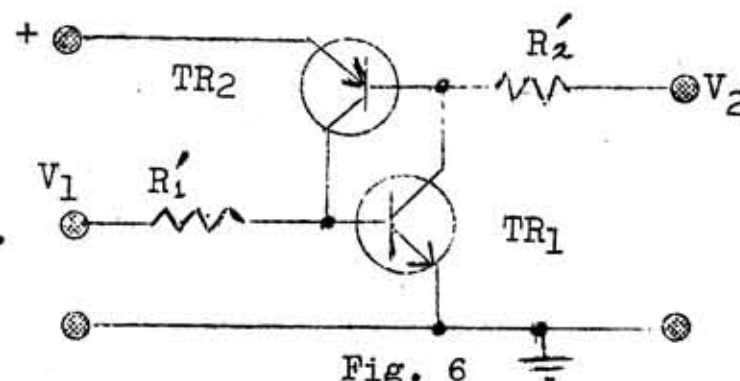 +
TR2
R2′
V2
V1
R1′
TR1
Fig. 6